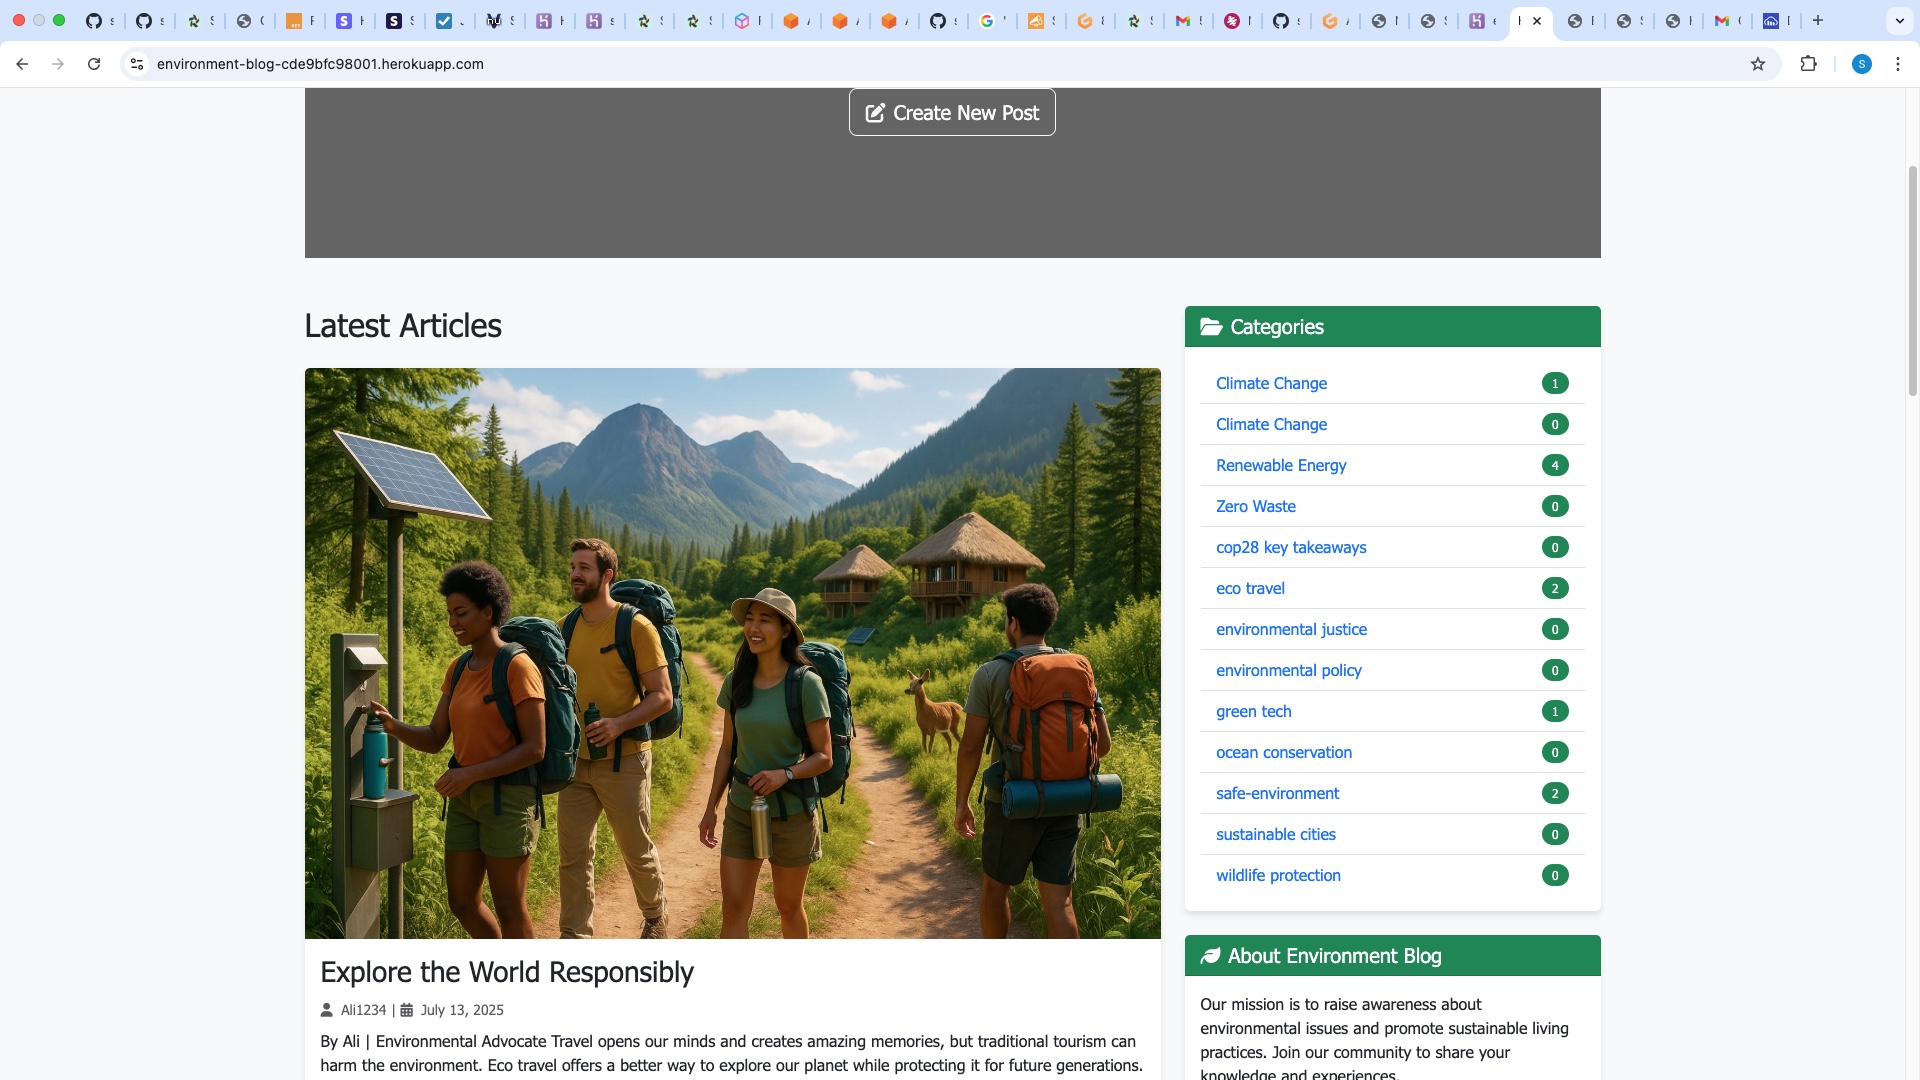 environment-blog-cde9bfc98001.herokuapp.com
S
Create New Post
Latest Articles
Categories
Climate Change 1
Climate Change 0
Renewable Energy 4
Zero Waste 0
cop28 key takeaways 0
eco travel 2
environmental justice 0
environmental policy 0
green tech 1
ocean conservation 0
safe-environment 2
sustainable cities 0
wildlife protection 0
Explore the World Responsibly
Ali1234 | July 13, 2025
By Ali | Environmental Advocate Travel opens our minds and creates amazing memories, but traditional tourism can
harm the environment. Eco travel offers a better way to explore our planet while protecting it for future generations.
About Environment Blog
Our mission is to raise awareness about
environmental issues and promote sustainable living
practices. Join our community to share your
knowledge and experiences.